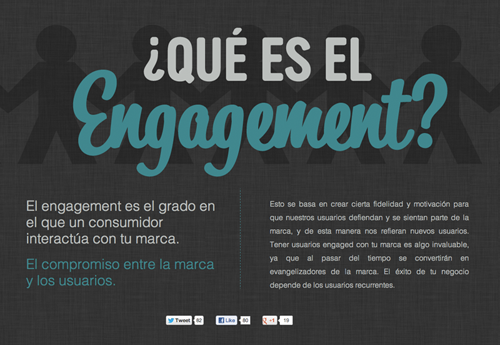 ¿QUÉ ES EL
Engagement?
El engagement es el grado en
el que un consumidor
interactúa con tu marca.
El compromiso entre la marca
y los usuarios.
Esto se basa en crear cierta fidelidad y motivación para
que nuestros usuarios defiendan y se sientan parte de la
marca, y de esta manera nos refieran nuevos usuarios.
Tener usuarios engaged con tu marca es algo invaluable,
ya que al pasar del tiempo se convertirán en
evangelizadores de la marca. El éxito de tu negocio
depende de los usuarios recurrentes.
Tweet 82 Like 80 +1 19